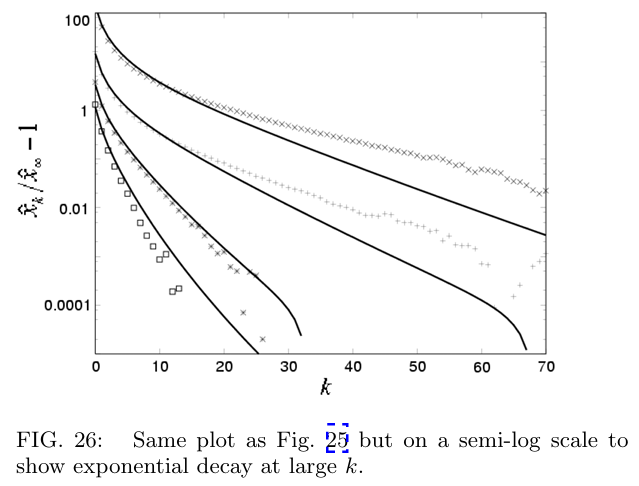 100
1
0.01
0.0001
x̂_k/x̂_∞ − 1
0 10 20 30 40 50 60 70
k
FIG. 26: Same plot as Fig. 25 but on a semi-log scale to
show exponential decay at large k.